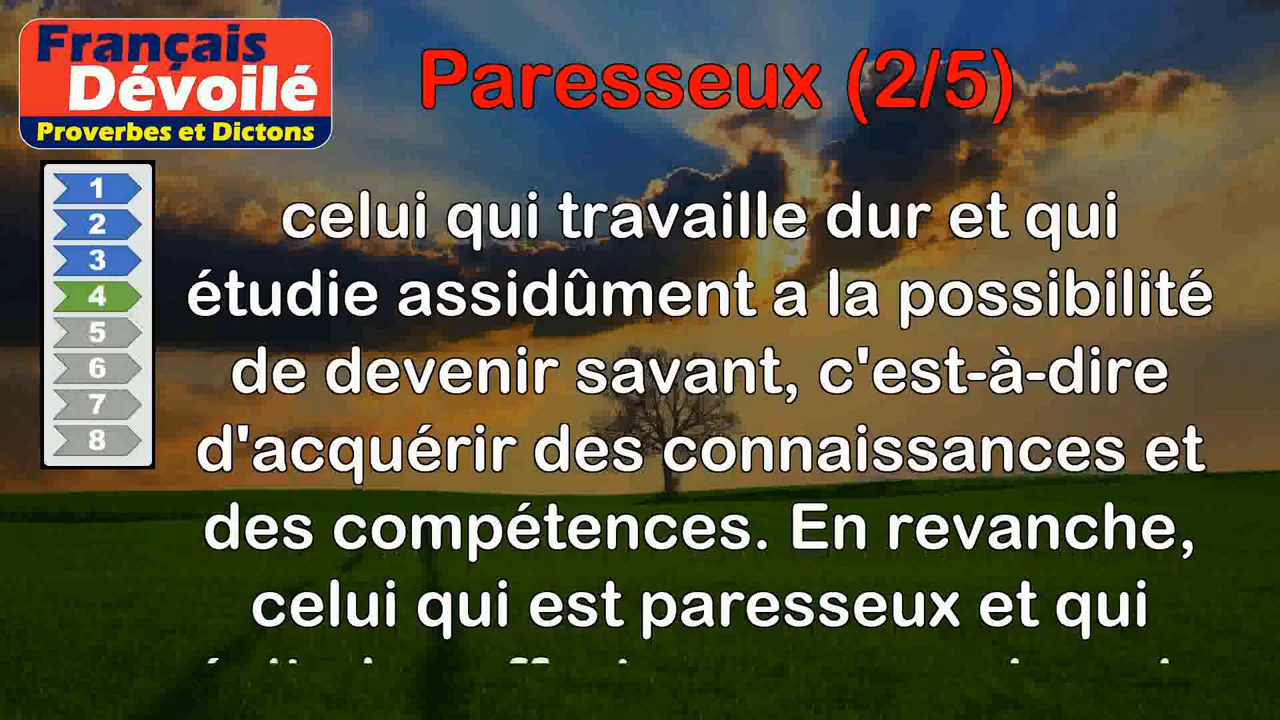 Français
Dévoilé
Proverbes et Dictons
Paresseux (2/5)
1
2
3
4
5
6
7
8
celui qui travaille dur et qui
étudie assidûment a la possibilité
de devenir savant, c'est-à-dire
d'acquérir des connaissances et
des compétences. En revanche,
celui qui est paresseux et qui